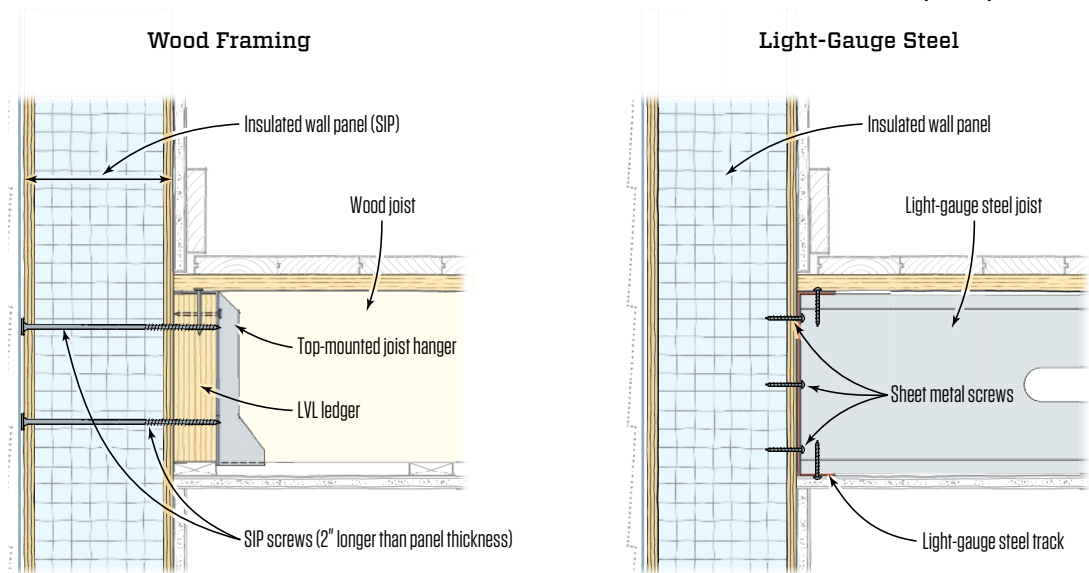 Wood Framing
Insulated wall panel (SIP)
Wood joist
Top-mounted joist hanger
LVL ledger
SIP screws (2" longer than panel thickness)
Light-Gauge Steel
Insulated wall panel
Light-gauge steel joist
Sheet metal screws
Light-gauge steel track